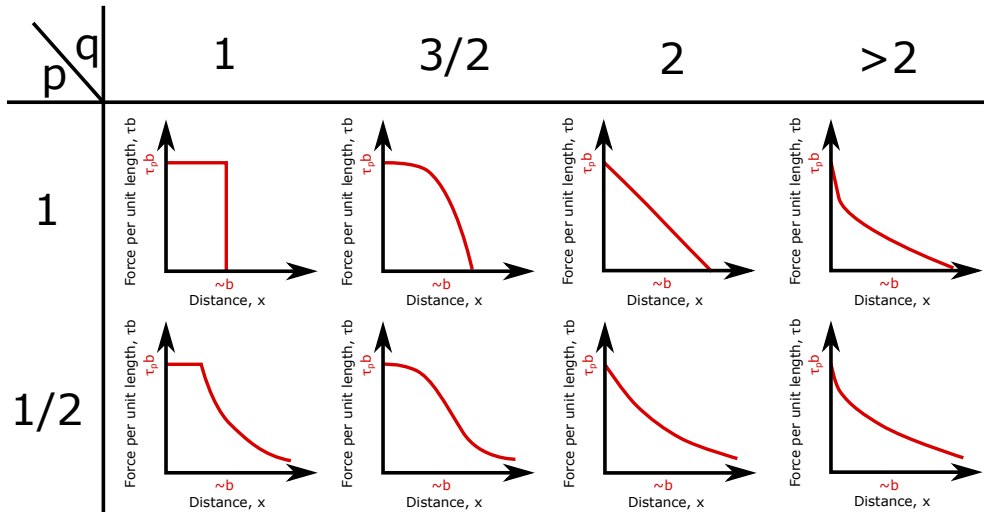 q
p
1
3/2
2
>2
1
Force per unit length, τb
τₚb
~b
Distance, x
Force per unit length, τb
τₚb
~b
Distance, x
Force per unit length, τb
τₚb
~b
Distance, x
Force per unit length, τb
τₚb
~b
Distance, x
1/2
Force per unit length, τb
τₚb
~b
Distance, x
Force per unit length, τb
τₚb
~b
Distance, x
Force per unit length, τb
τₚb
~b
Distance, x
Force per unit length, τb
τₚb
~b
Distance, x